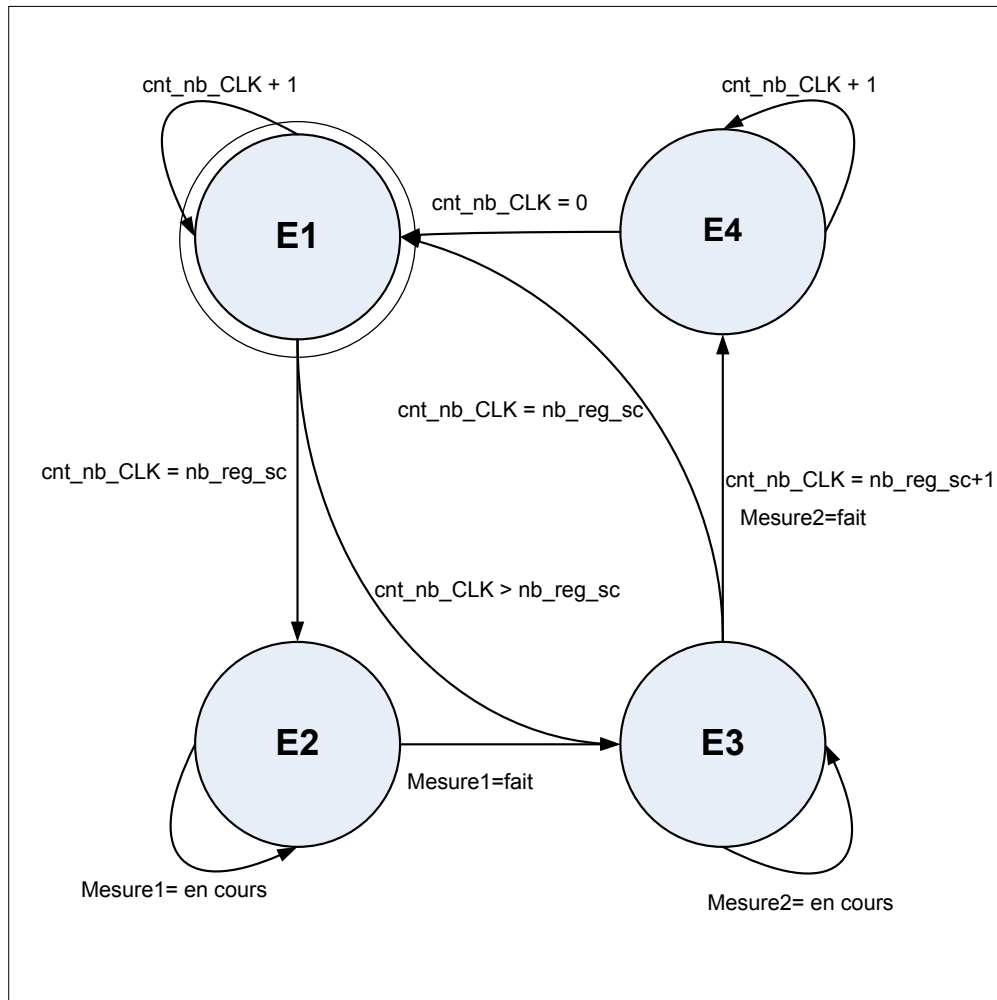 cnt_nb_CLK + 1
cnt_nb_CLK + 1
cnt_nb_CLK = 0
E1
E4
cnt_nb_CLK = nb_reg_sc
cnt_nb_CLK = nb_reg_sc
cnt_nb_CLK = nb_reg_sc+1
Mesure2=fait
cnt_nb_CLK > nb_reg_sc
E2
E3
Mesure1=fait
Mesure1= en cours
Mesure2= en cours